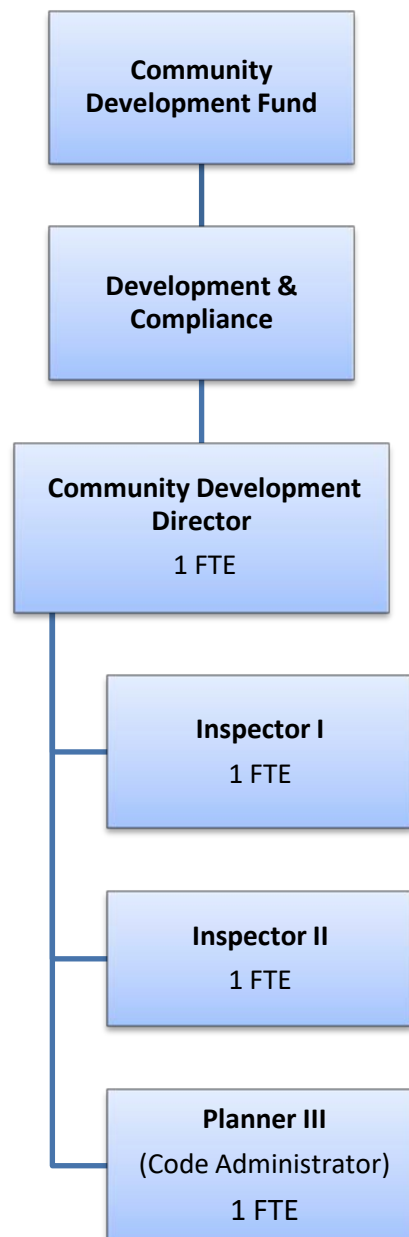 Community
Development Fund
Development &
Compliance
Community Development
Director
1 FTE
Inspector I
1 FTE
Inspector II
1 FTE
Planner III
(Code Administrator)
1 FTE